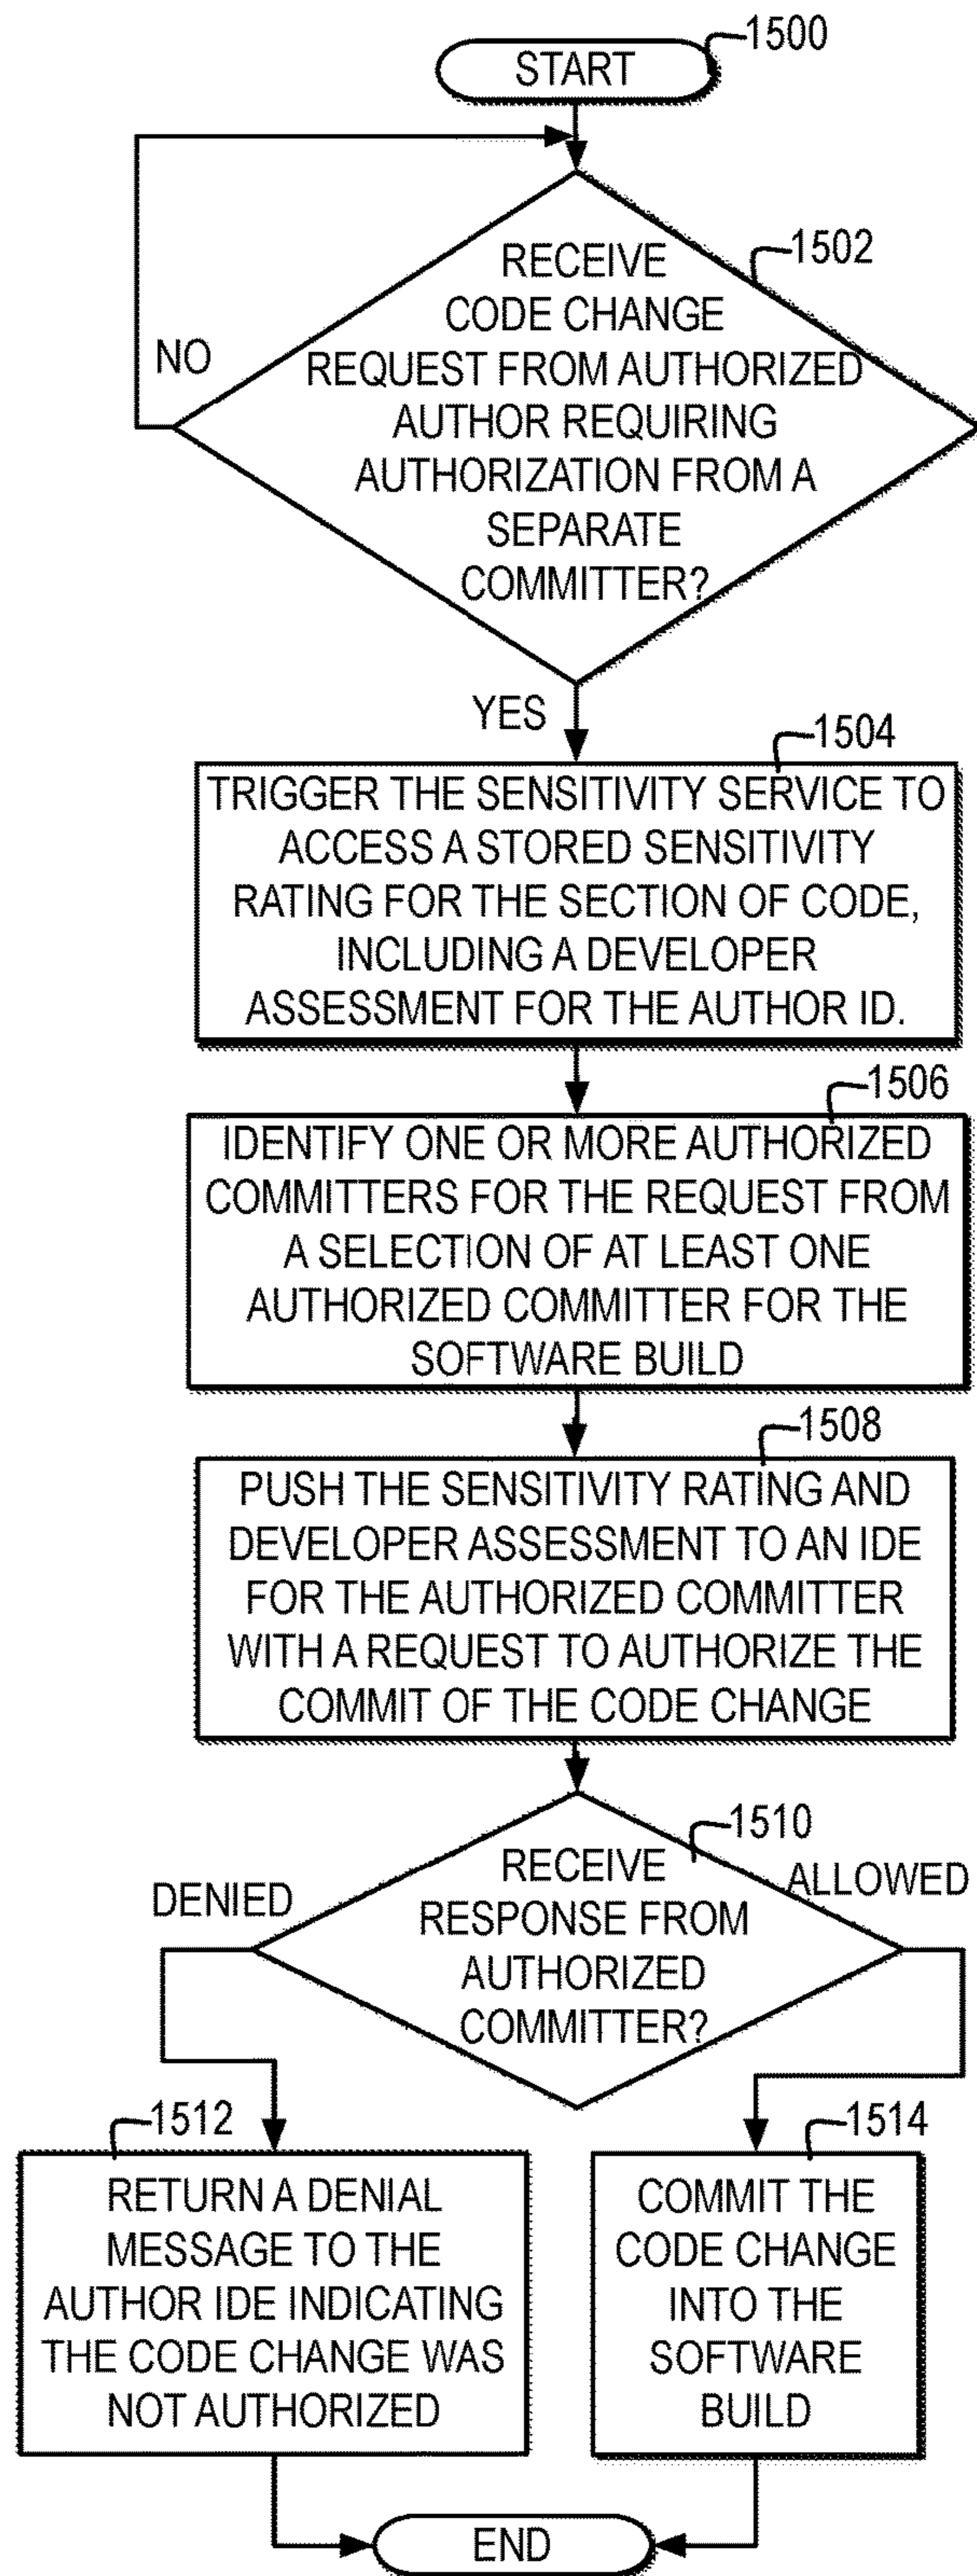 1500
START
1502
RECEIVE
CODE CHANGE
REQUEST FROM AUTHORIZED
AUTHOR REQUIRING
AUTHORIZATION FROM A
SEPARATE
COMMITTER?
NO
YES
1504
TRIGGER THE SENSITIVITY SERVICE TO
ACCESS A STORED SENSITIVITY
RATING FOR THE SECTION OF CODE,
INCLUDING A DEVELOPER
ASSESSMENT FOR THE AUTHOR ID.
1506
IDENTIFY ONE OR MORE AUTHORIZED
COMMITTERS FOR THE REQUEST FROM
A SELECTION OF AT LEAST ONE
AUTHORIZED COMMITTER FOR THE
SOFTWARE BUILD
1508
PUSH THE SENSITIVITY RATING AND
DEVELOPER ASSESSMENT TO AN IDE
FOR THE AUTHORIZED COMMITTER
WITH A REQUEST TO AUTHORIZE THE
COMMIT OF THE CODE CHANGE
1510
RECEIVE
RESPONSE FROM
AUTHORIZED
COMMITTER?
DENIED
ALLOWED
1512
RETURN A DENIAL
MESSAGE TO THE
AUTHOR IDE INDICATING
THE CODE CHANGE WAS
NOT AUTHORIZED
1514
COMMIT THE
CODE CHANGE
INTO THE
SOFTWARE
BUILD
END